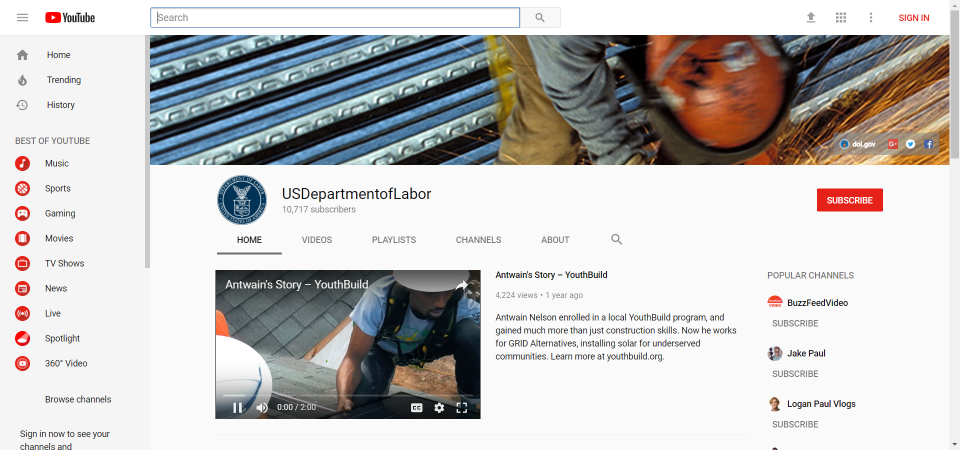 YouTube
Search
SIGN IN
Home
Trending
History
BEST OF YOUTUBE
Music
Sports
Gaming
Movies
TV Shows
News
Live
Spotlight
360° Video
Browse channels
Sign in now to see your
channels and
dol.gov
USDepartmentofLabor
10,717 subscribers
SUBSCRIBE
HOME
VIDEOS
PLAYLISTS
CHANNELS
ABOUT
Antwain's Story – YouthBuild
0:00 / 2:00
CC
Antwain's Story – YouthBuild
4,224 views • 1 year ago
Antwain Nelson enrolled in a local YouthBuild program, and
gained much more than just construction skills. Now he works
for GRID Alternatives, installing solar for underserved
communities. Learn more at youthbuild.org.
POPULAR CHANNELS
BuzzFeedVideo
SUBSCRIBE
Jake Paul
SUBSCRIBE
Logan Paul Vlogs
SUBSCRIBE